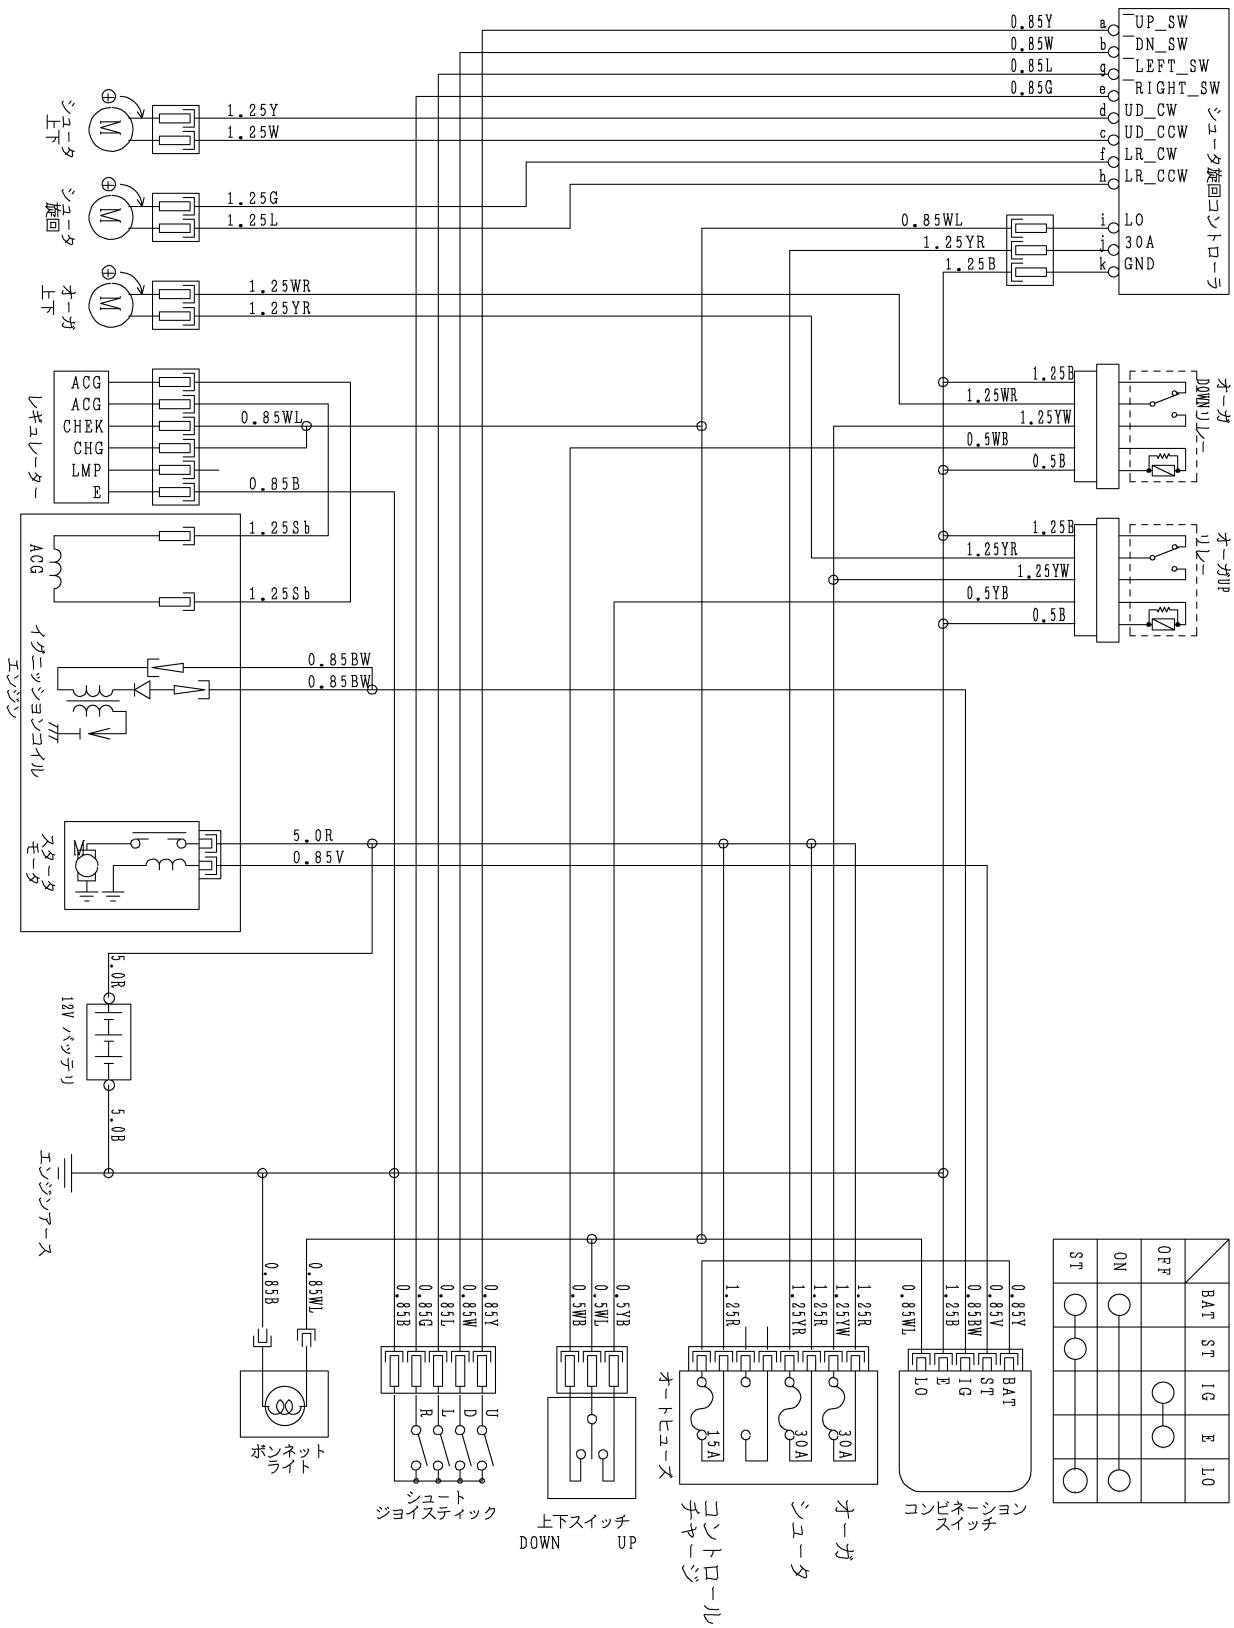 0.85Y
a
UP_SW
0.85W
b
DN_SW
0.85L
g
LEFT_SW
0.85G
e
RIGHT_SW
d
UD_CW
c
UD_CCW
f
LR_CW
h
LR_CCW
i
LO
j
30A
k
GND
シュータ旋回コントローラ
シュータ
上下
M
1.25Y
1.25W
シュータ
旋回
M
1.25G
1.25L
オーガ
上下
M
1.25WR
1.25YR
0.85WL
1.25YR
1.25B
レギュレーター
ACG
ACG
CHEK
CHG
LMP
E
0.85WL
0.85B
1.25B
1.25WR
1.25YW
0.5WB
0.5B
オーガ
DOWNリレー
1.25B
1.25YR
1.25YW
0.5YB
0.5B
オーガUP
リレー
ACG
1.25Sb
1.25Sb
イグニッションコイル
エンジン
0.85BW
0.85BW
スタータ
モータ
M
5.0R
0.85V
5.0R
12V バッテリ
5.0B
エンジンアース
0.85B
0.85WL
ボンネット
ライト
0.85B
0.85G
0.85L
0.85W
0.85Y
R
L
D
U
シュート
ジョイスティック
0.5WB
0.5WL
0.5YB
上下スイッチ
DOWN
UP
1.25R
1.25YR
1.25R
1.25YW
1.25R
オートヒューズ
15A
30A
30A
コントロール
チャージ
シュータ
オーガ
0.85WL
1.25B
0.85BW
0.85V
0.85Y
LO
E
IG
ST
BAT
コンビネーション
スイッチ
ST
ON
OFF
BAT
ST
IG
E
LO